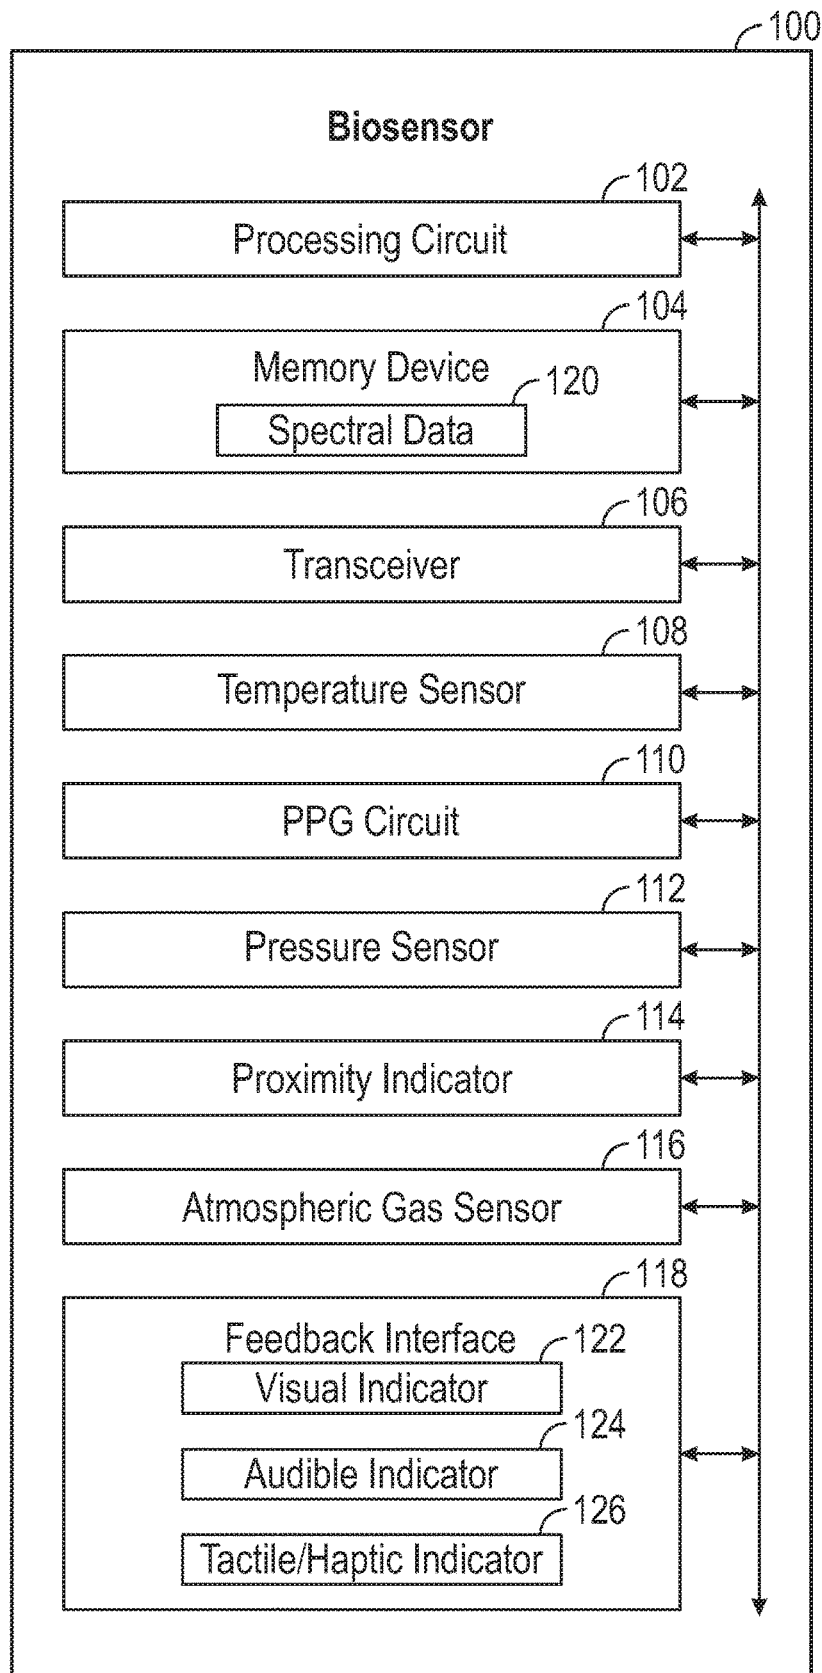 100
Biosensor
102
Processing Circuit
104
Memory Device
120
Spectral Data
106
Transceiver
108
Temperature Sensor
110
PPG Circuit
112
Pressure Sensor
114
Proximity Indicator
116
Atmospheric Gas Sensor
118
Feedback Interface
122
Visual Indicator
124
Audible Indicator
126
Tactile/Haptic Indicator